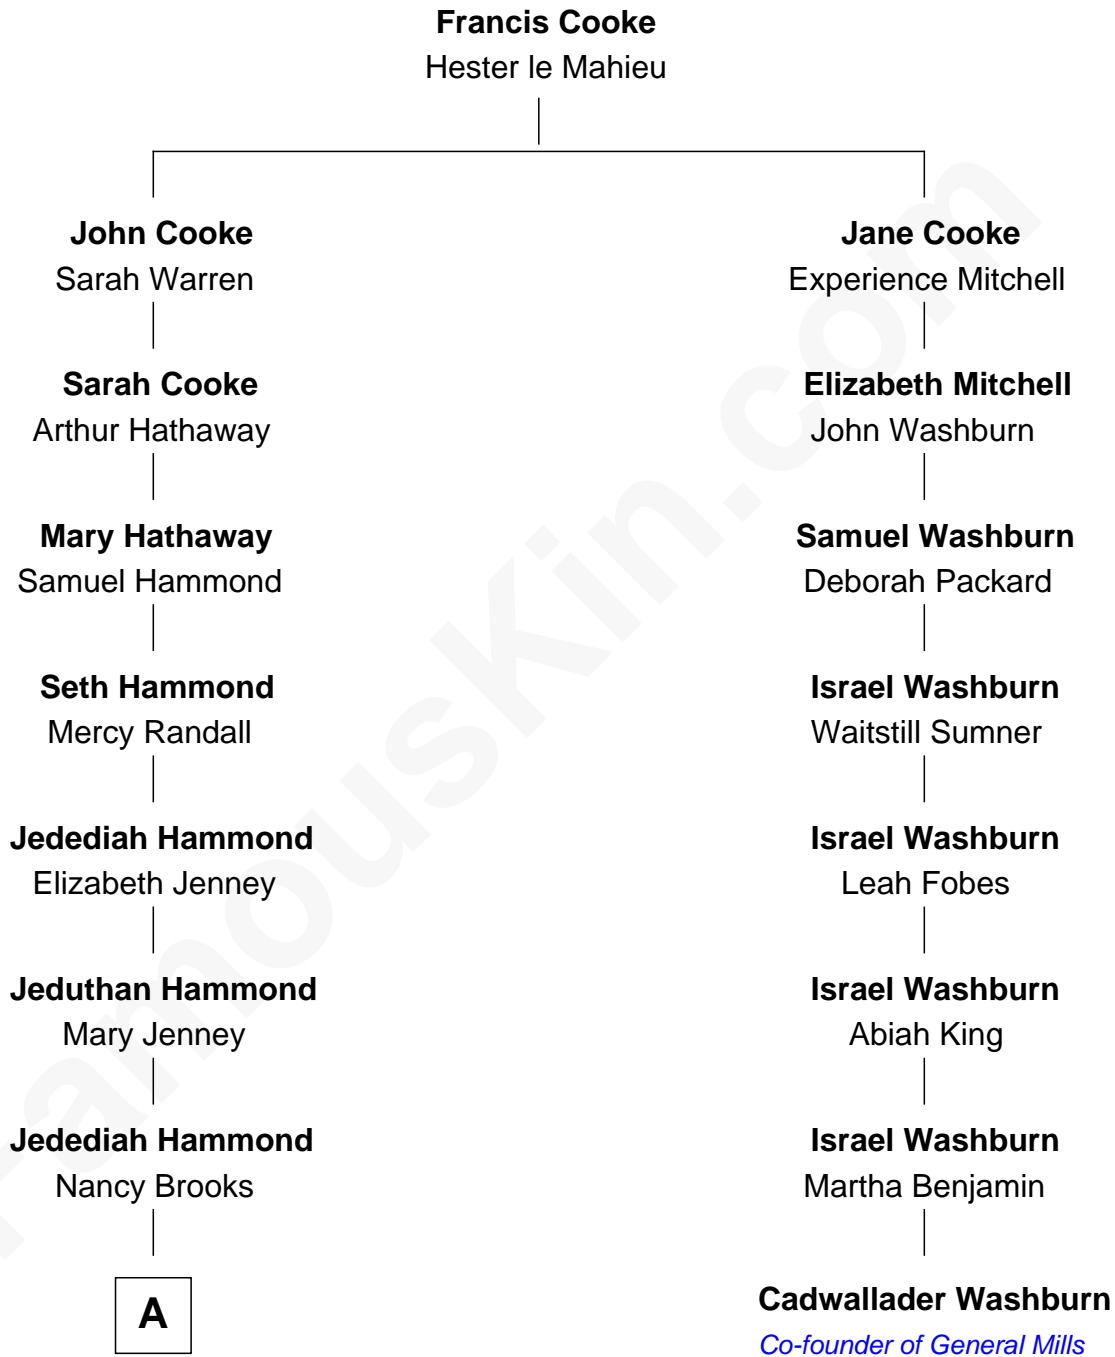 Francis Cooke
Hester le Mahieu
John Cooke
Sarah Warren
Jane Cooke
Experience Mitchell
Sarah Cooke
Arthur Hathaway
Elizabeth Mitchell
John Washburn
Mary Hathaway
Samuel Hammond
Samuel Washburn
Deborah Packard
Seth Hammond
Mercy Randall
Israel Washburn
Waitstill Sumner
Jedediah Hammond
Elizabeth Jenney
Israel Washburn
Leah Fobes
Jeduthan Hammond
Mary Jenney
Israel Washburn
Abiah King
Jedediah Hammond
Nancy Brooks
Israel Washburn
Martha Benjamin
A
Cadwallader Washburn
Co-founder of General Mills
FamousKin.com